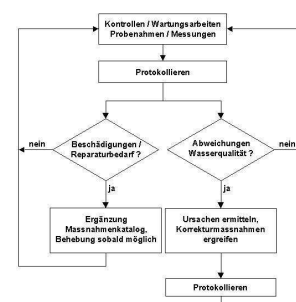 Kontrollen / Wartungsarbeiten
Probenahmen / Messungen
Protokollieren
nein
Beschädigungen /
Reparaturbedarf ?
Abweichungen
Wasserqualität ?
nein
ja
ja
Ergänzung
Massnahmenkatalog,
Behebung sobald möglich
Ursachen ermitteln,
Korrekturmassnahmen
ergreifen
Protokollieren